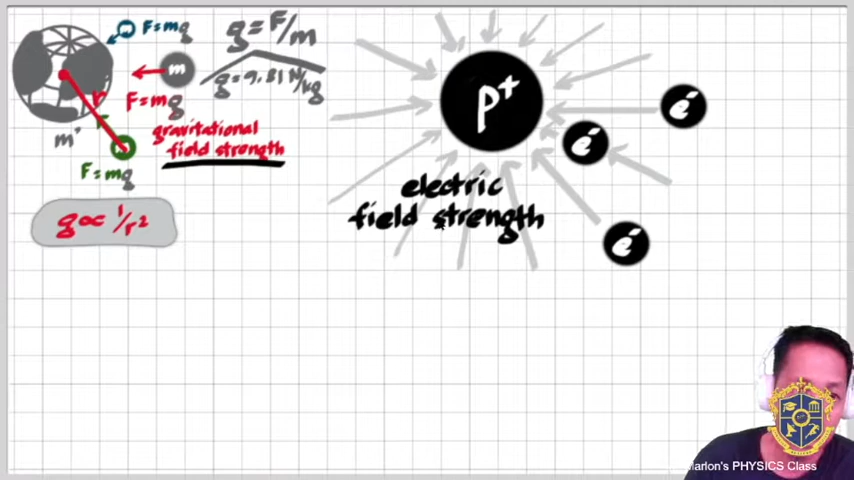 F=mg
g=F/m
m
g=9.81 N/kg
F=mg
r
m
gravitational
field strength
F=mg
g∝ 1/r²
p+
é
é
é
electric
field strength
Marlon's PHYSICS Class